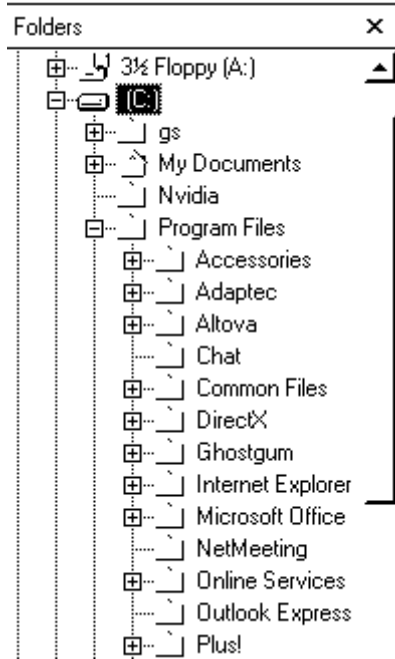 Folders
3½ Floppy (A:)
(C:)
gs
My Documents
Nvidia
Program Files
Accessories
Adaptec
Altova
Chat
Common Files
DirectX
Ghostgum
Internet Explorer
Microsoft Office
NetMeeting
Online Services
Outlook Express
Plus!